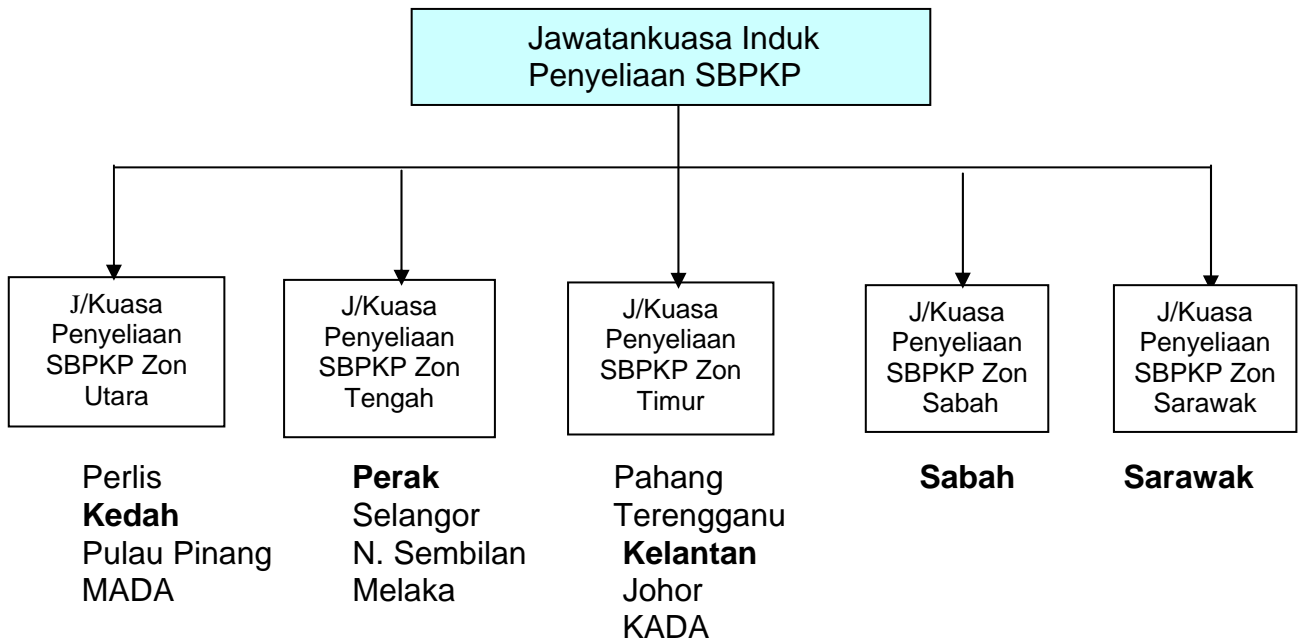 Jawatankuasa Induk
Penyeliaan SBPKP
J/Kuasa
Penyeliaan
SBPKP Zon
Utara
J/Kuasa
Penyeliaan
SBPKP Zon
Tengah
J/Kuasa
Penyeliaan
SBPKP Zon
Timur
J/Kuasa
Penyeliaan
SBPKP Zon
Sabah
J/Kuasa
Penyeliaan
SBPKP Zon
Sarawak
Perlis
Kedah
Pulau Pinang
MADA
Perak
Selangor
N. Sembilan
Melaka
Pahang
Terengganu
Kelantan
Johor
KADA
Sabah
Sarawak